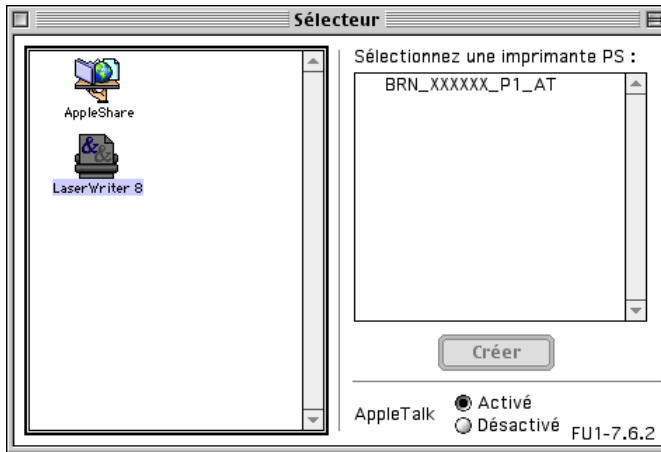 Sélecteur
AppleShare
LaserWriter 8
Sélectionnez une imprimante PS :
BRN_XXXXXX_P1_AT
Créer
AppleTalk
Activé
Désactivé
FU1-7.6.2